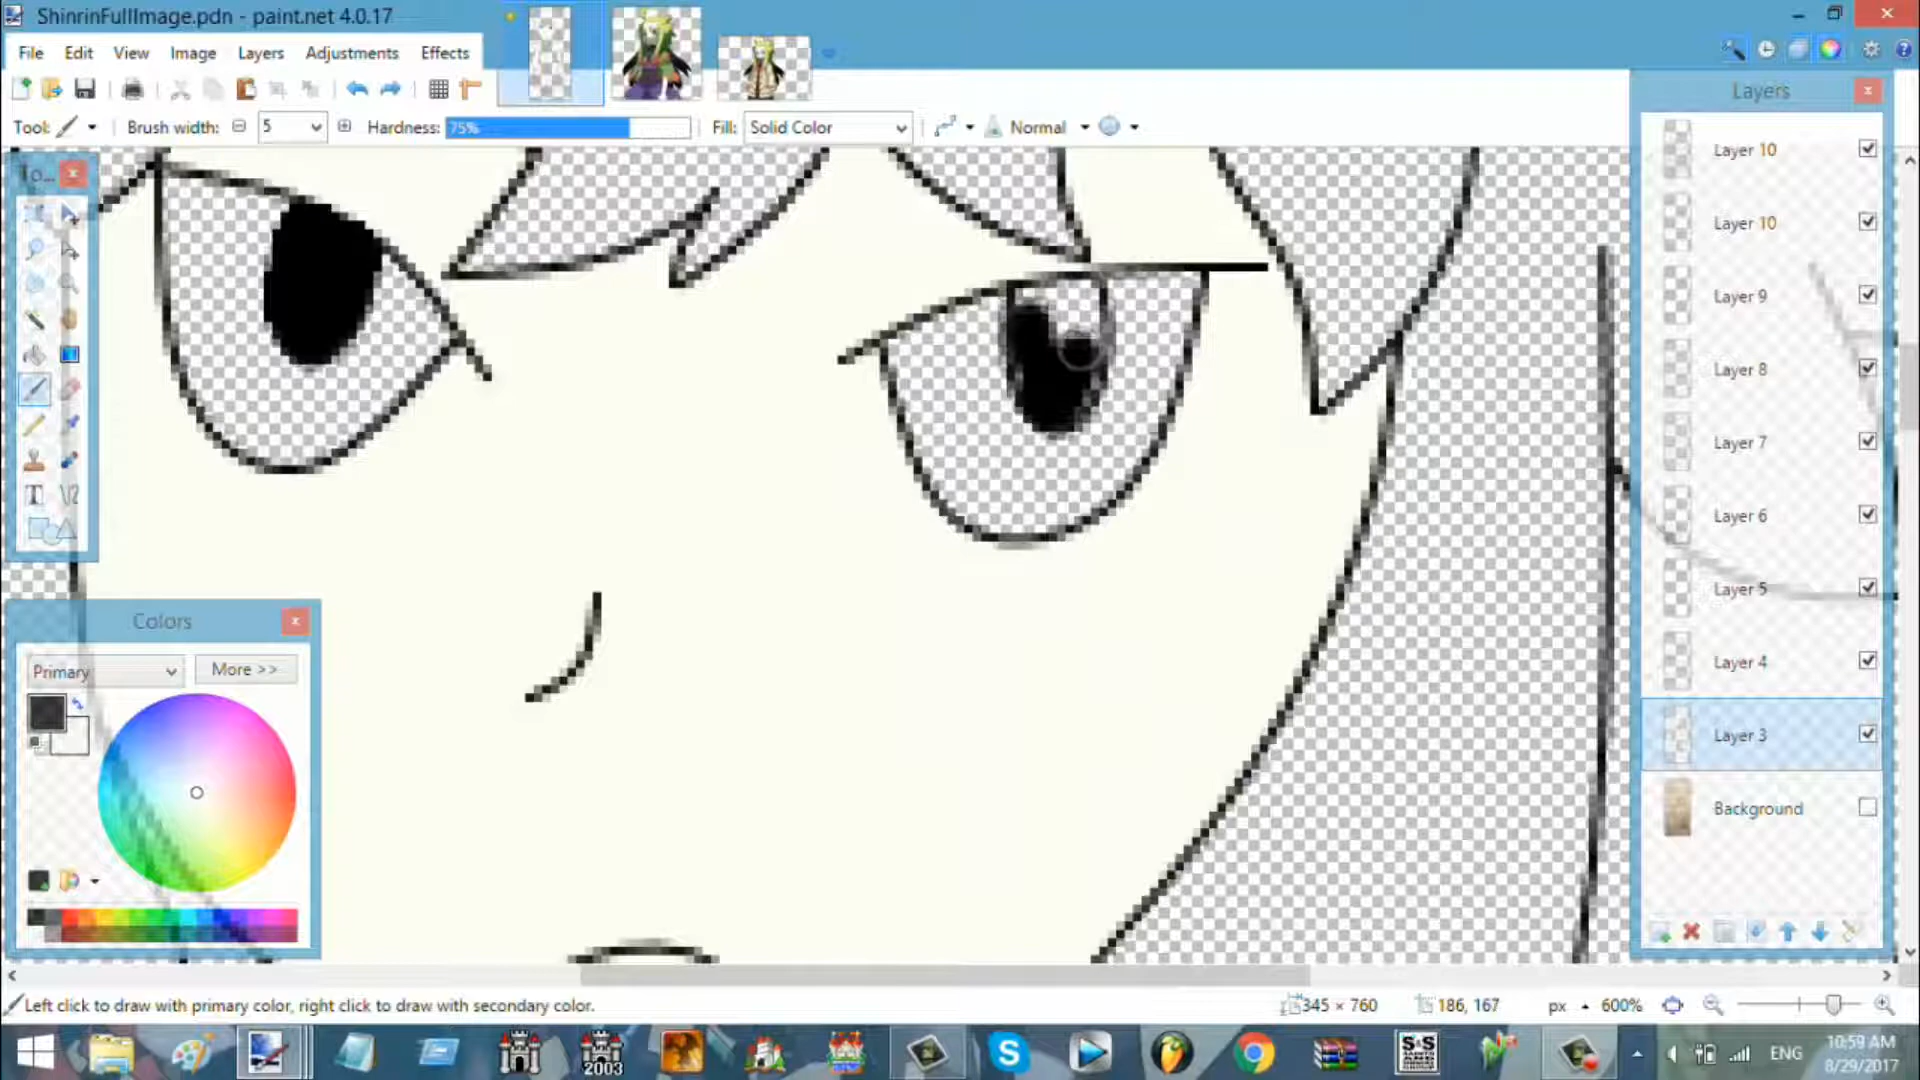 ShinrinFullImage.pdn - paint.net 4.0.17
File Edit View Image Layers Adjustments Effects
Tool: Brush width: 5 Hardness: 75% Fill: Solid Color Normal
To...
Layers
Layer 10
Layer 10
Layer 9
Layer 8
Layer 7
Layer 6
Layer 5
Layer 4
Layer 3
Background
Colors
Primary More >>
Left click to draw with primary color, right click to draw with secondary color.
345 × 760 186, 167 px 600%
2003
S&S
ENG
10:59 AM
8/29/2017